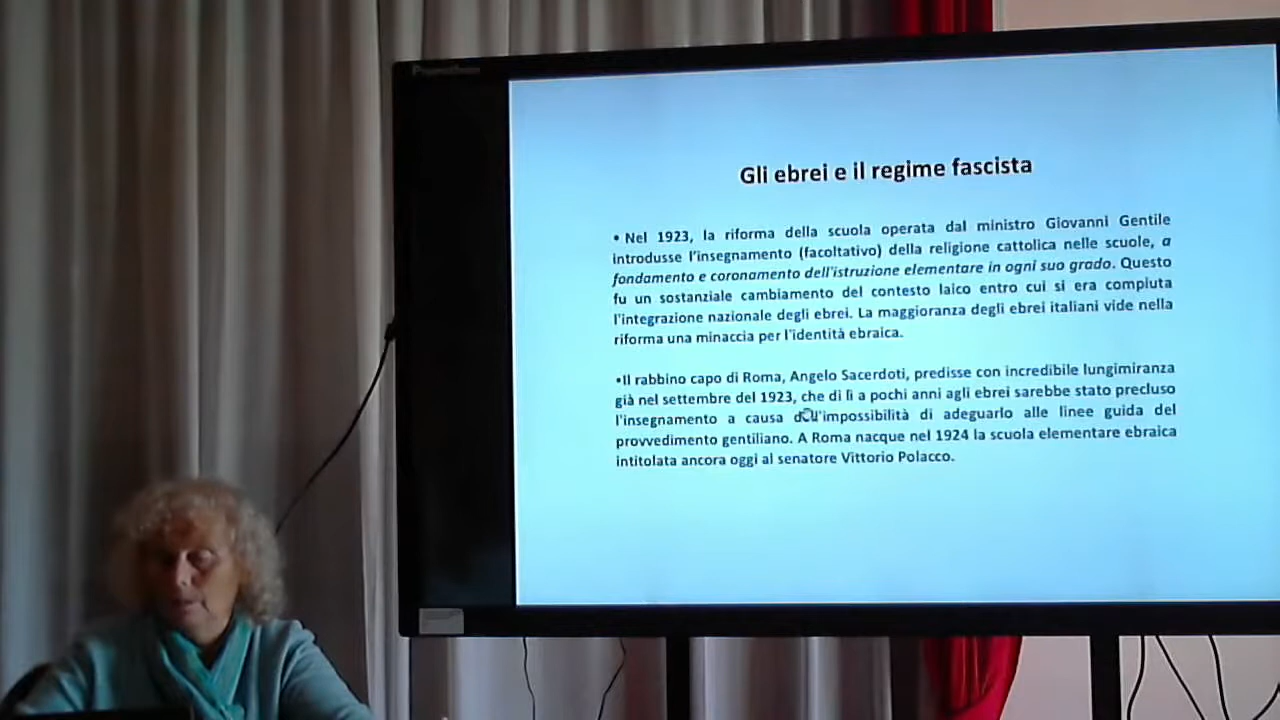 Gli ebrei e il regime fascista
• Nel 1923, la riforma della scuola operata dal ministro Giovanni Gentile
introdusse l'insegnamento (facoltativo) della religione cattolica nelle scuole, a
fondamento e coronamento dell'istruzione elementare in ogni suo grado. Questo
fu un sostanziale cambiamento del contesto laico entro cui si era compiuta
l'integrazione nazionale degli ebrei. La maggioranza degli ebrei italiani vide nella
riforma una minaccia per l'identità ebraica.
•Il rabbino capo di Roma, Angelo Sacerdoti, predisse con incredibile lungimiranza
già nel settembre del 1923, che di lì a pochi anni agli ebrei sarebbe stato precluso
l'insegnamento a causa dell'impossibilità di adeguarlo alle linee guida del
provvedimento gentiliano. A Roma nacque nel 1924 la scuola elementare ebraica
intitolata ancora oggi al senatore Vittorio Polacco.